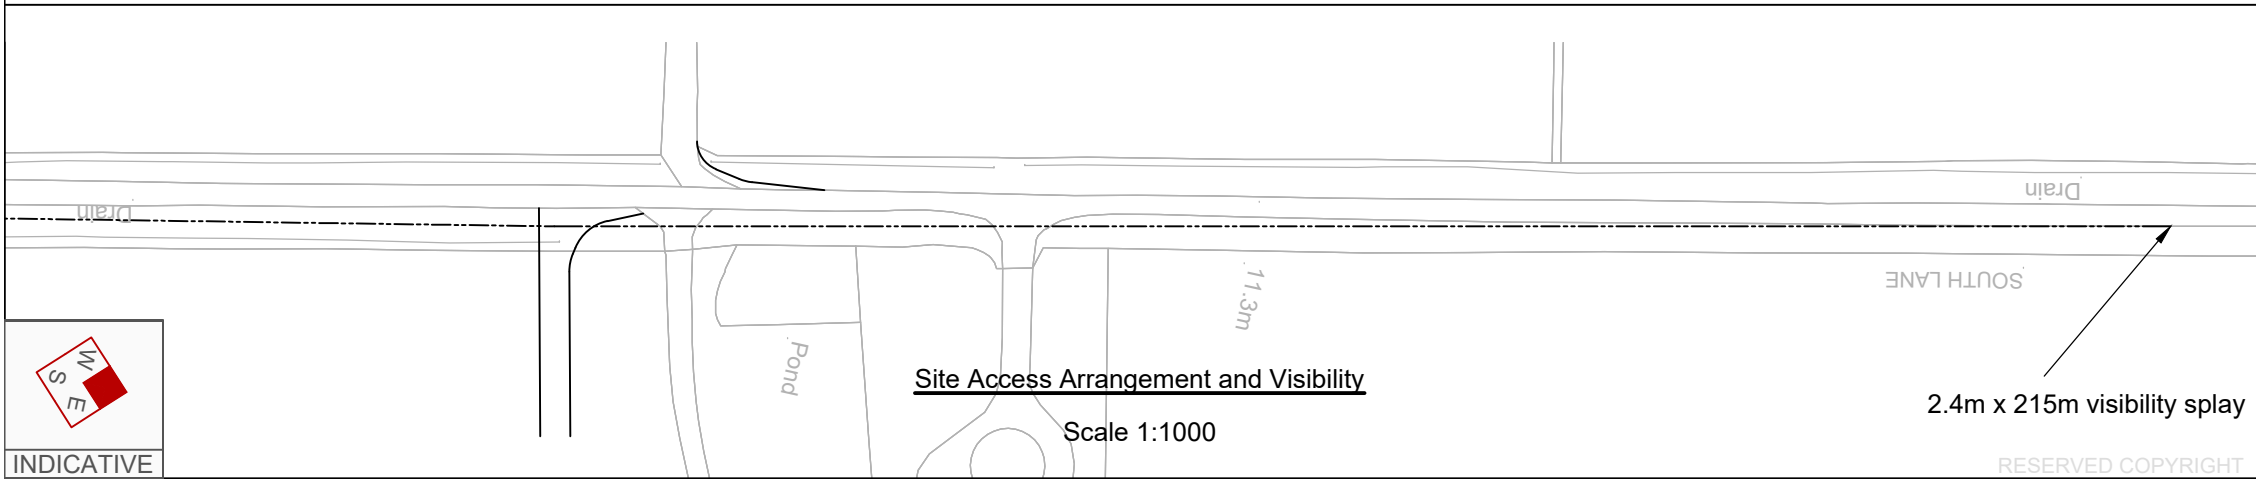 Drain
Drain
SOUTH LANE
11.3m
Pond
Site Access Arrangement and Visibility
Scale 1:1000
2.4m x 215m visibility splay
W
S
E
INDICATIVE
RESERVED COPYRIGHT